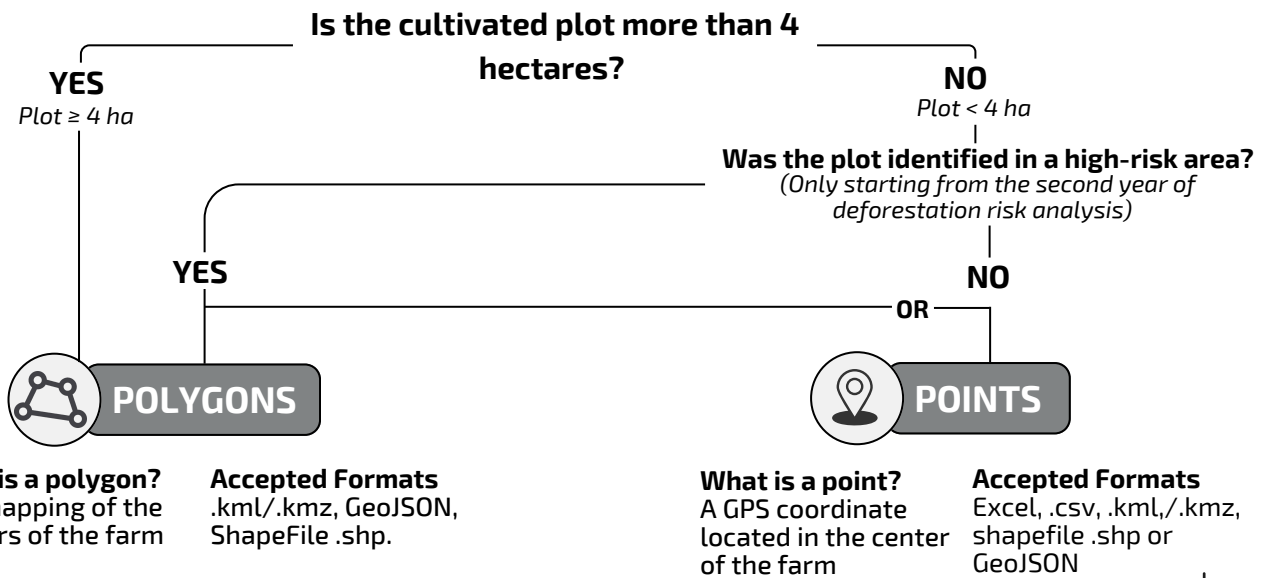 Is the cultivated plot more than 4
hectares?
YES
Plot ≥ 4 ha
NO
Plot < 4 ha
Was the plot identified in a high-risk area?
(Only starting from the second year of
deforestation risk analysis)
YES
NO
OR
POLYGONS
POINTS
is a polygon?
apping of the
rs of the farm
Accepted Formats
.kml/.kmz, GeoJSON,
ShapeFile .shp.
What is a point?
A GPS coordinate
located in the center
of the farm
Accepted Formats
Excel, .csv, .kml,/.kmz,
shapefile .shp or
GeoJSON